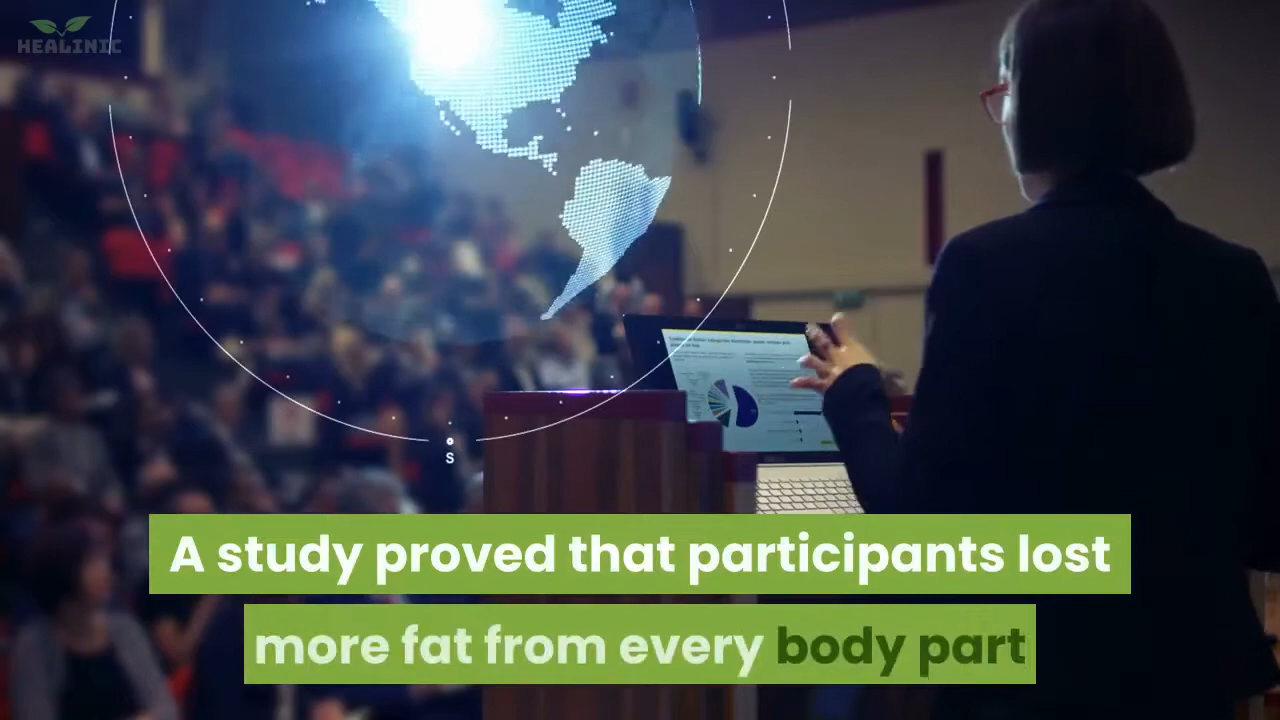 HEALINIC
S
A study proved that participants lost
more fat from every body part